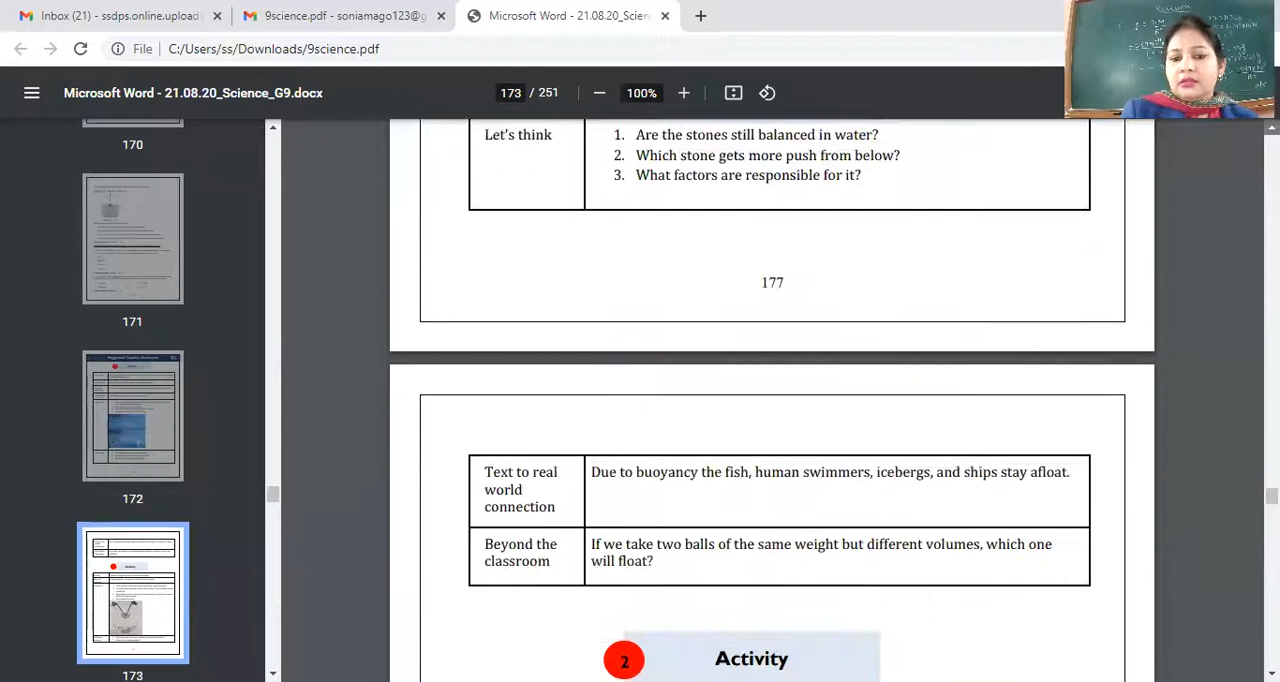 Inbox (21) - ssdps.online.upload
9science.pdf - soniamago123@g
Microsoft Word - 21.08.20_Scien
File
C:/Users/ss/Downloads/9science.pdf
Microsoft Word - 21.08.20_Science_G9.docx
173 / 251
100%
170
171
172
173
Let's think
1. Are the stones still balanced in water?
2. Which stone gets more push from below?
3. What factors are responsible for it?
177
Text to real
world
connection
Due to buoyancy the fish, human swimmers, icebergs, and ships stay afloat.
Beyond the
classroom
If we take two balls of the same weight but different volumes, which one
will float?
2
Activity